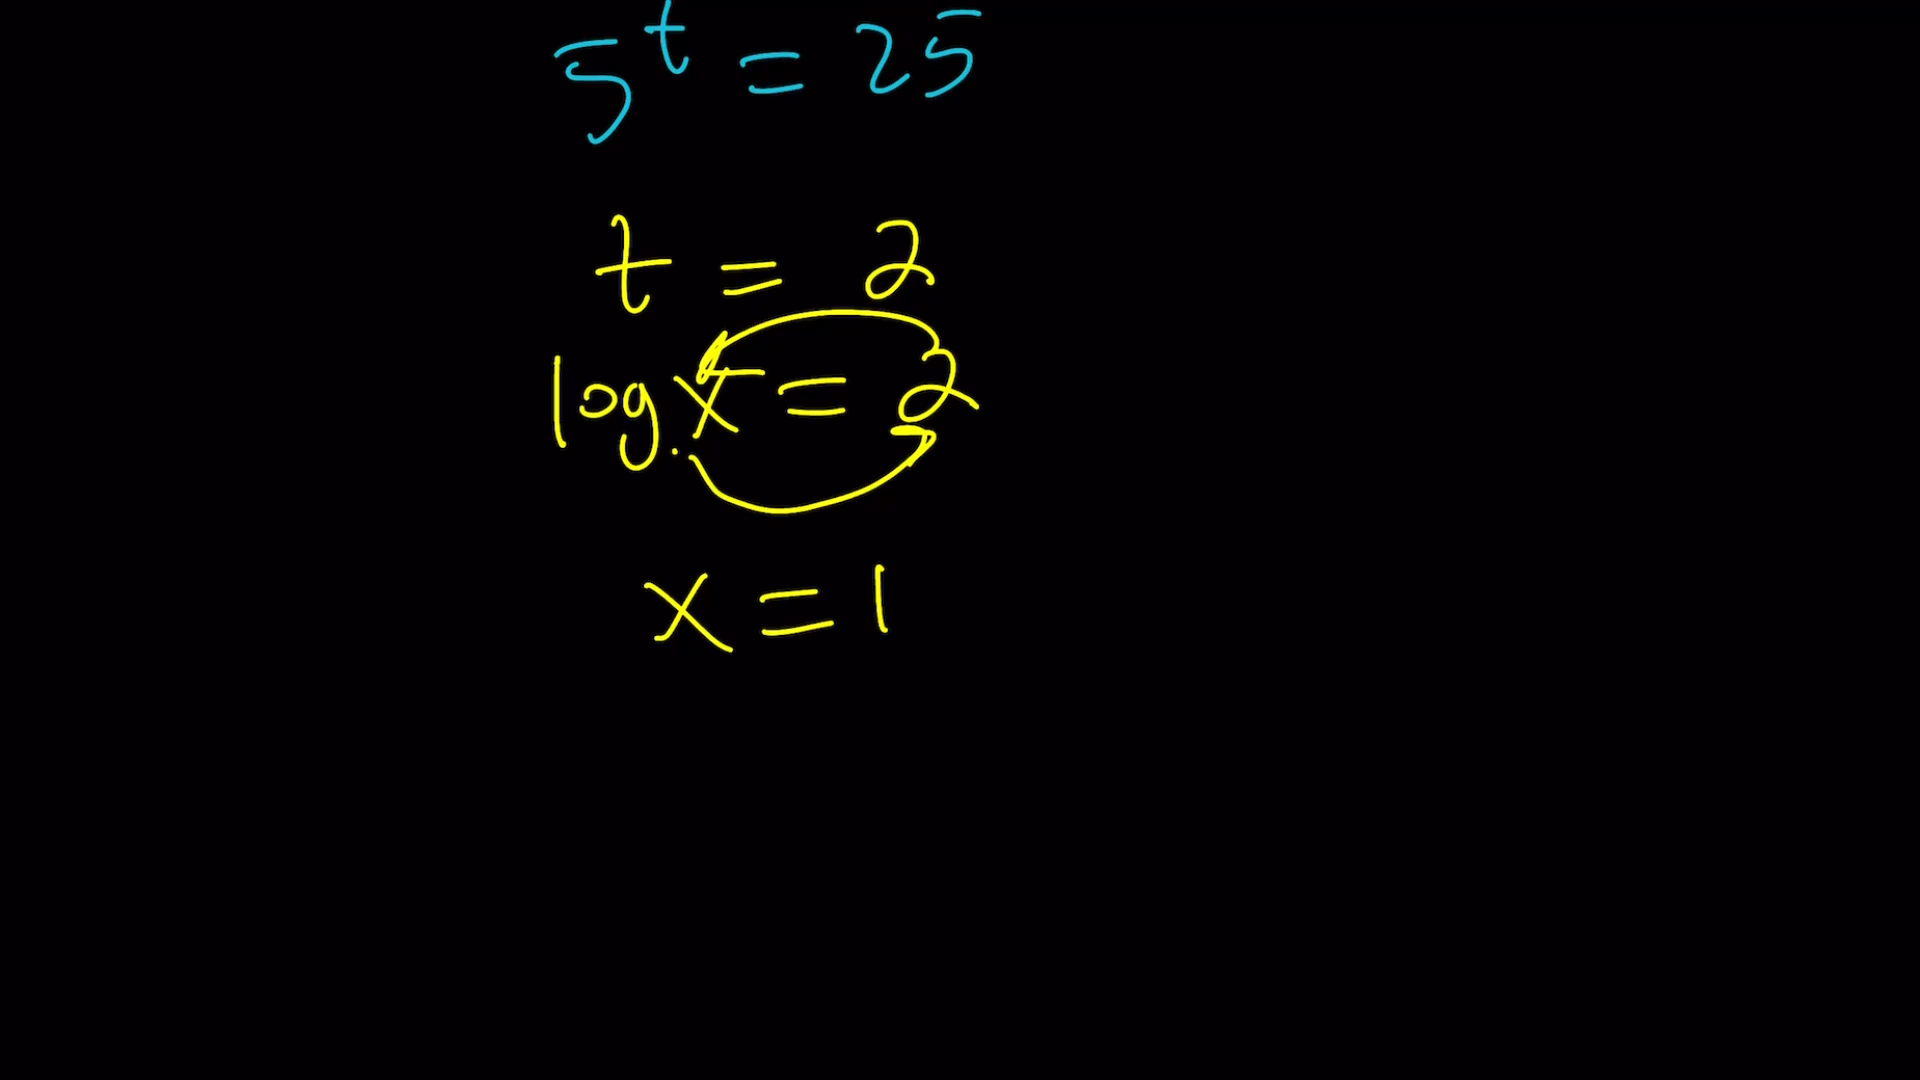 5^t = 25
t = 2
log x = 2
x = 1